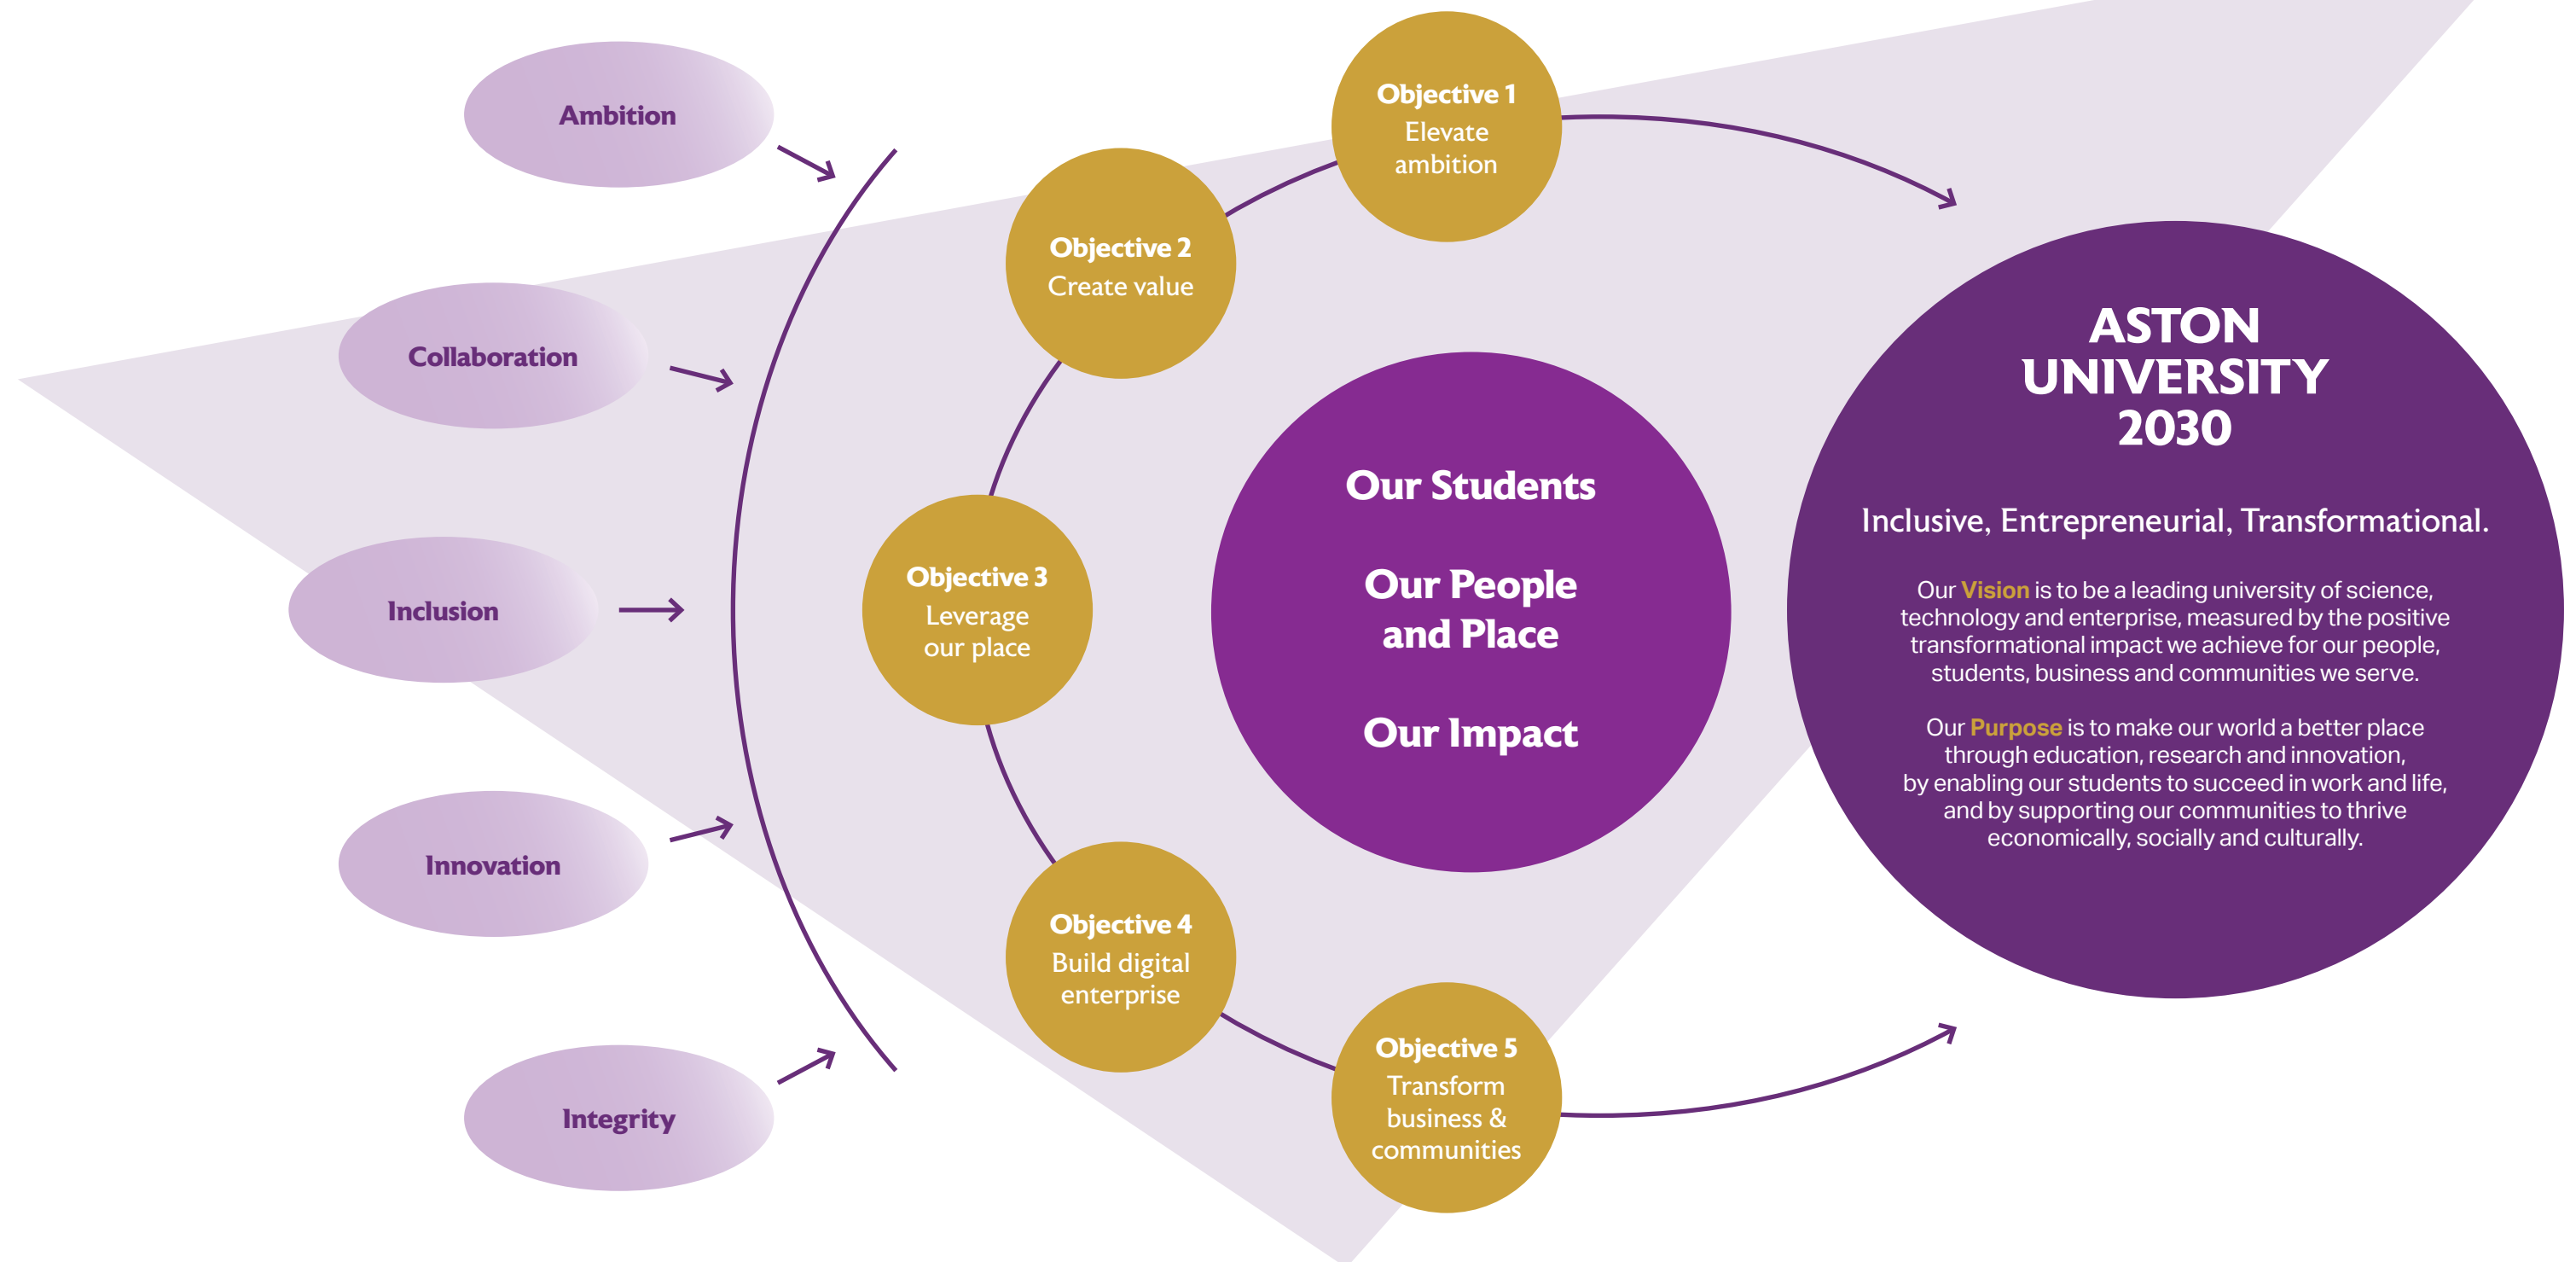 Ambition
Collaboration
Inclusion
Innovation
Integrity
Objective 1
Elevate
ambition
Objective 2
Create value
Objective 3
Leverage
our place
Objective 4
Build digital
enterprise
Objective 5
Transform
business &
communities
Our Students
Our People
and Place
Our Impact
ASTON
UNIVERSITY
2030
Inclusive, Entrepreneurial, Transformational.
Our Vision is to be a leading university of science,
technology and enterprise, measured by the positive
transformational impact we achieve for our people,
students, business and communities we serve.
Our Purpose is to make our world a better place
through education, research and innovation,
by enabling our students to succeed in work and life,
and by supporting our communities to thrive
economically, socially and culturally.